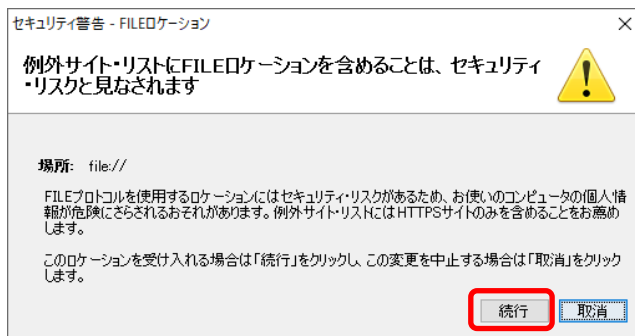 セキュリティ警告 - FILEロケーション
例外サイト・リストにFILEロケーションを含めることは、セキュリティ
・リスクと見なされます
場所: file://
FILEプロトコルを使用するロケーションにはセキュリティ・リスクがあるため、お使いのコンピュータの個人情
報が危険にさらされるおそれがあります。例外サイト・リストにはHTTPSサイトのみを含めることをお薦め
します。
このロケーションを受け入れる場合は「続行」をクリックし、この変更を中止する場合は「取消」をクリック
します。
続行 取消